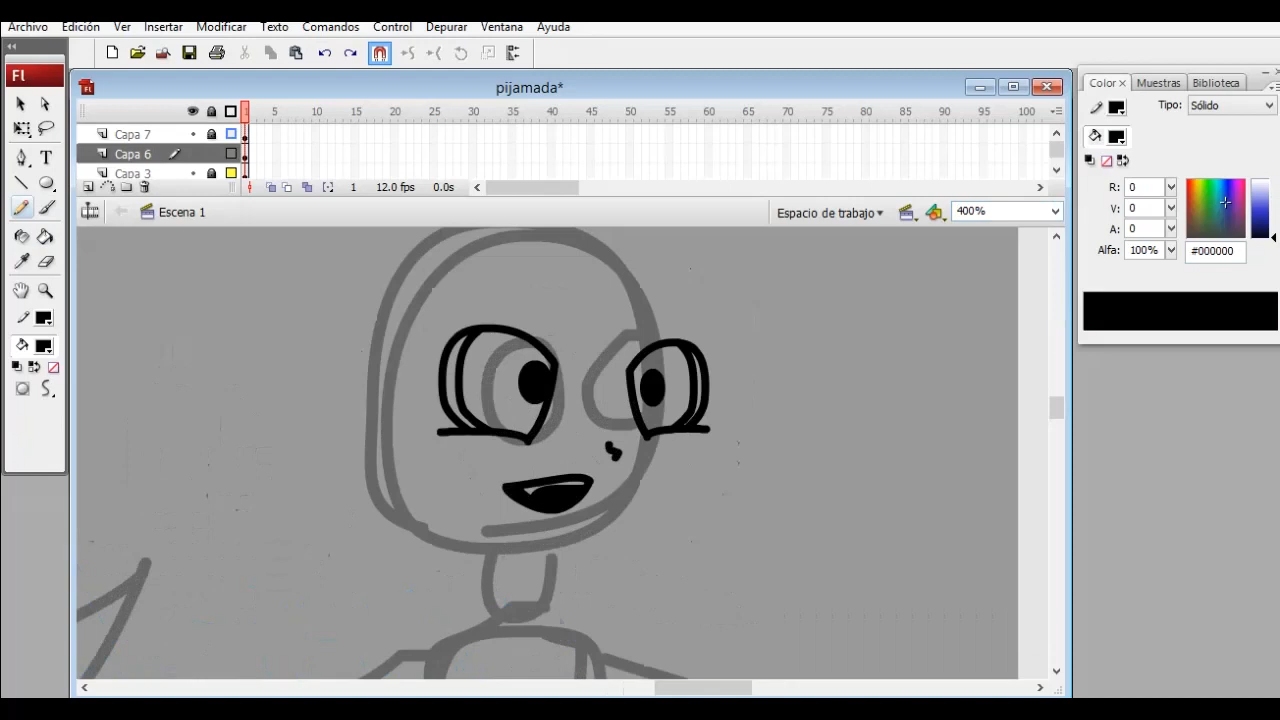 Archivo Edición Ver Insertar Modificar Texto Comandos Control Depurar Ventana Ayuda
Fl
pijamada*
1 5 10 15 20 25 30 35 40 45 50 55 60 65 70 75 80 85 90 95 100
Capa 7
Capa 6
Capa 3
1 12.0 fps 0.0s
Escena 1
Espacio de trabajo
400%
Color Muestras Biblioteca
Tipo: Sólido
R: 0
V: 0
A: 0
Alfa: 100% #000000
T